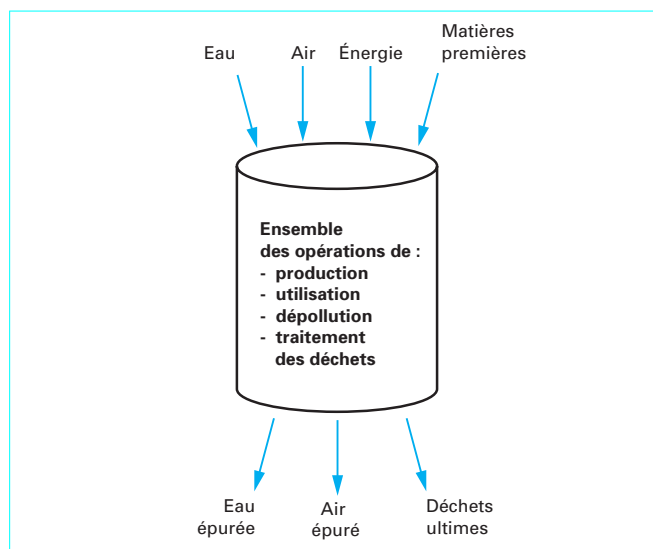 Eau
Air
Énergie
Matières
premières
Ensemble
des opérations de :
- production
- utilisation
- dépollution
- traitement
des déchets
Eau
épurée
Air
épuré
Déchets
ultimes